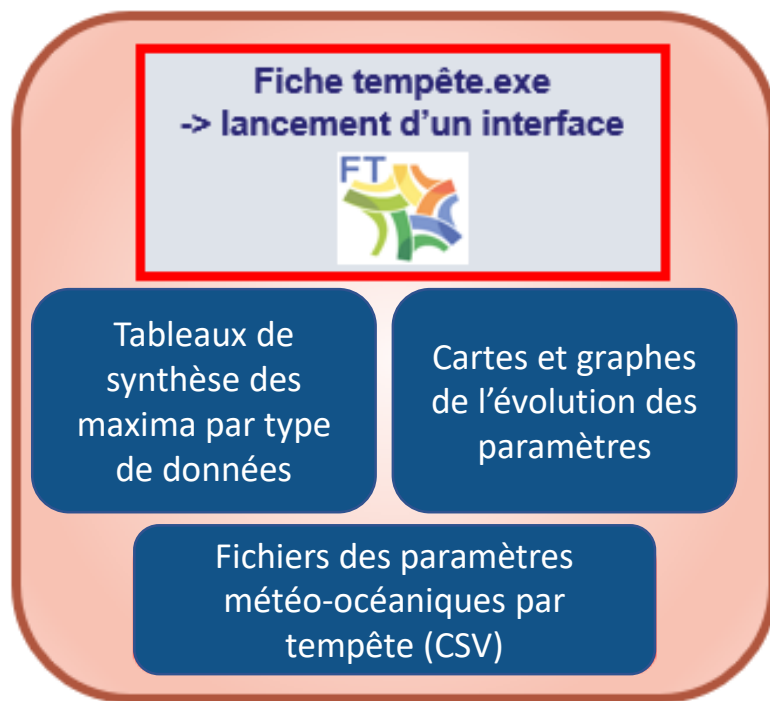 Fiche tempête.exe
-> lancement d'un interface
FT
Tableaux de
synthèse des
maxima par type
de données
Cartes et graphes
de l’évolution des
paramètres
Fichiers des paramètres
météo-océaniques par
tempête (CSV)